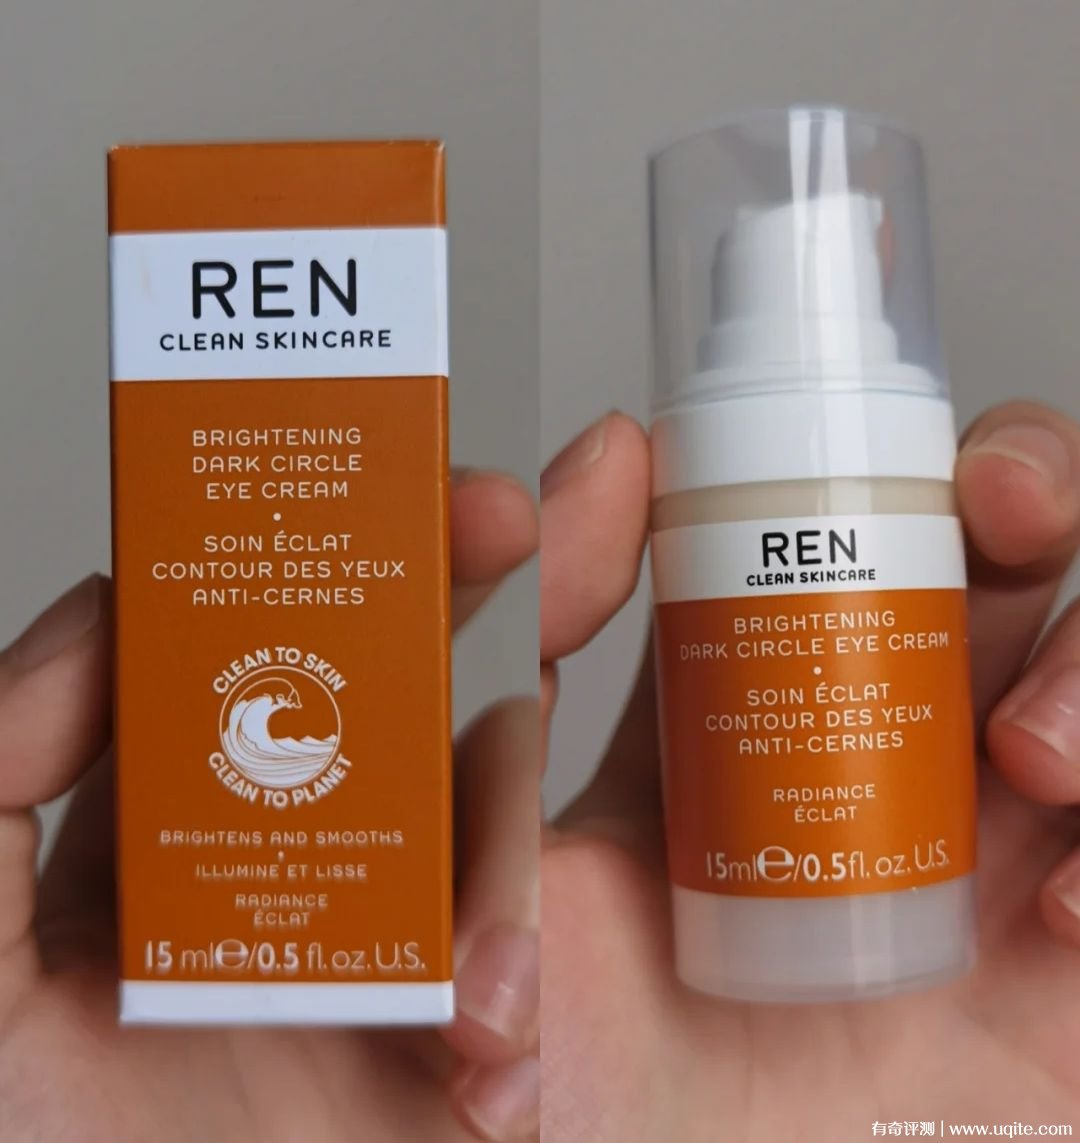 REN
CLEAN SKINCARE
BRIGHTENING
DARK CIRCLE
EYE CREAM
•
SOIN ÉCLAT
CONTOUR DES YEUX
ANTI-CERNES
CLEAN TO SKIN
CLEAN TO PLANET
BRIGHTENS AND SMOOTHS
•
ILLUMINE ET LISSE
RADIANCE
ÉCLAT
15 ml℮/0.5 fl. oz. U.S.
REN
CLEAN SKINCARE
BRIGHTENING
DARK CIRCLE EYE CREAM
•
SOIN ÉCLAT
CONTOUR DES YEUX
ANTI-CERNES
RADIANCE
ÉCLAT
15ml℮/0.5fl. oz. U.S.
有奇评测 | www.uqite.com